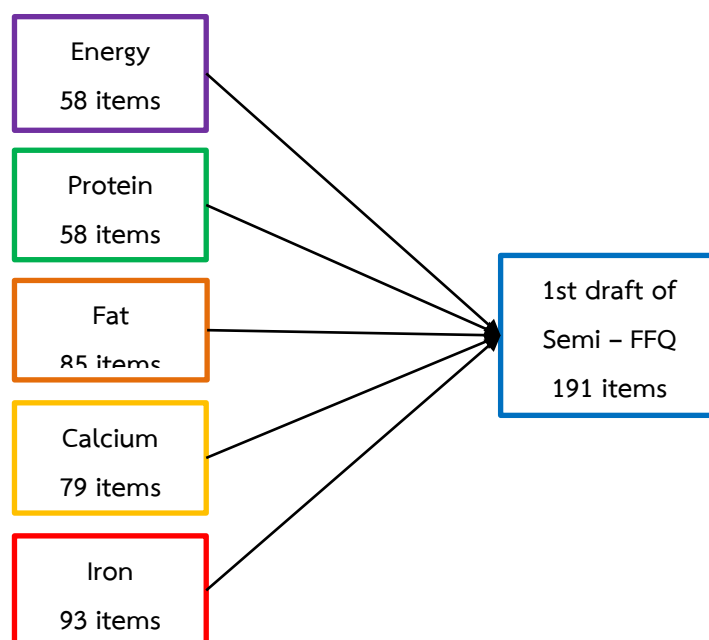 Energy
58 items
Protein
58 items
Fat
85 items
Calcium
79 items
Iron
93 items
1st draft of
Semi – FFQ
191 items